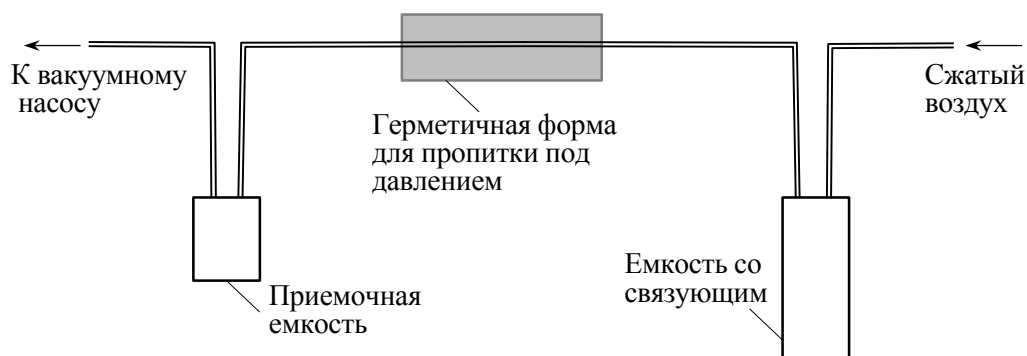 К вакуумному
насосу
Герметичная форма
для пропитки под
давлением
Сжатый
воздух
Приемочная
емкость
Емкость со
связующим